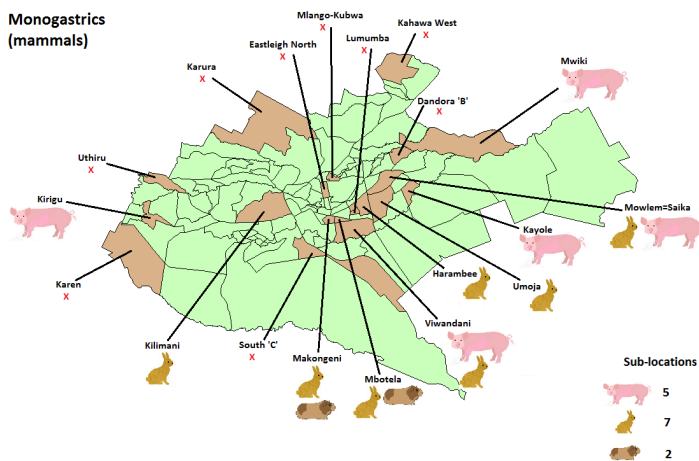 Monogastrics
(mammals)
Mlango-Kubwa
X
Kahawa West
X
Eastleigh North
X
Lumumba
X
Karura
X
Mwiki
Dandora 'B'
X
Uthiru
X
Kirigu
Mowlem=Saika
Kayole
Karen
X
Harambee
Umoja
Kilimani
South 'C'
X
Makongeni
Mbotela
Viwandani
Sub-locations
5
7
2